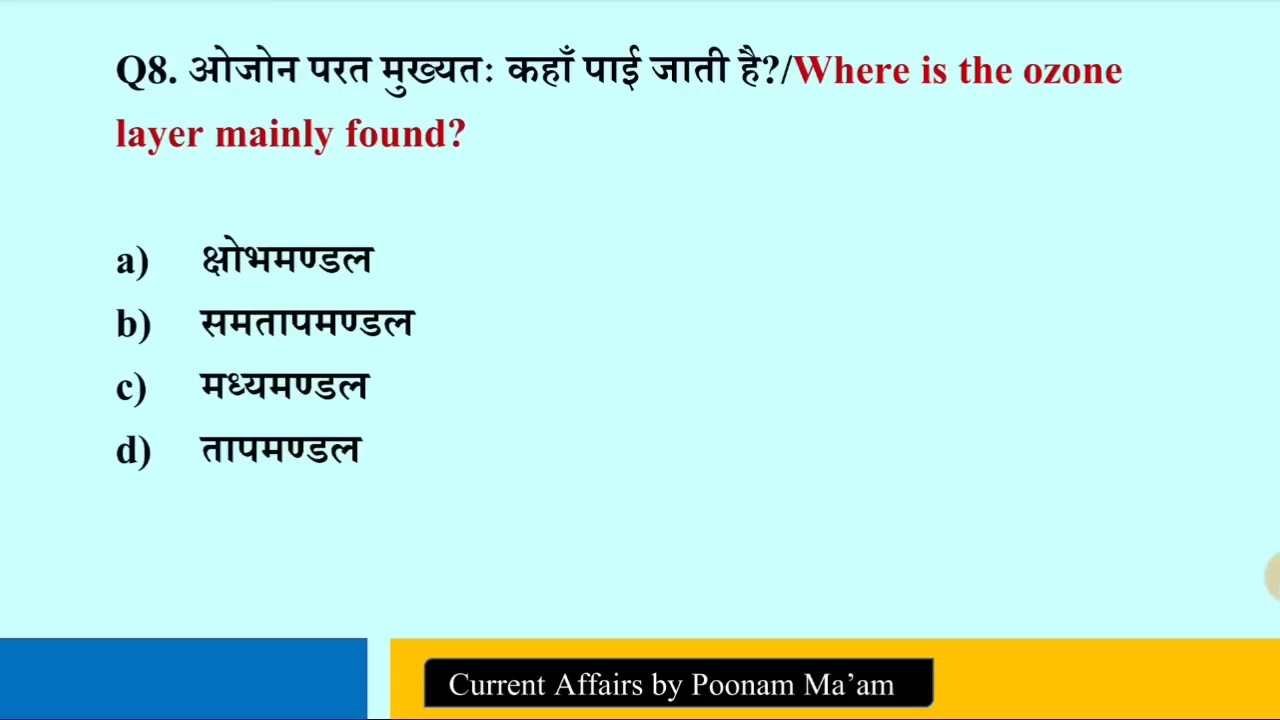 Q8. ओजोन परत मुख्यतः कहाँ पाई जाती है?/Where is the ozone
layer mainly found?
a) क्षोभमण्डल
b) समतापमण्डल
c) मध्यमण्डल
d) तापमण्डल
Current Affairs by Poonam Ma’am